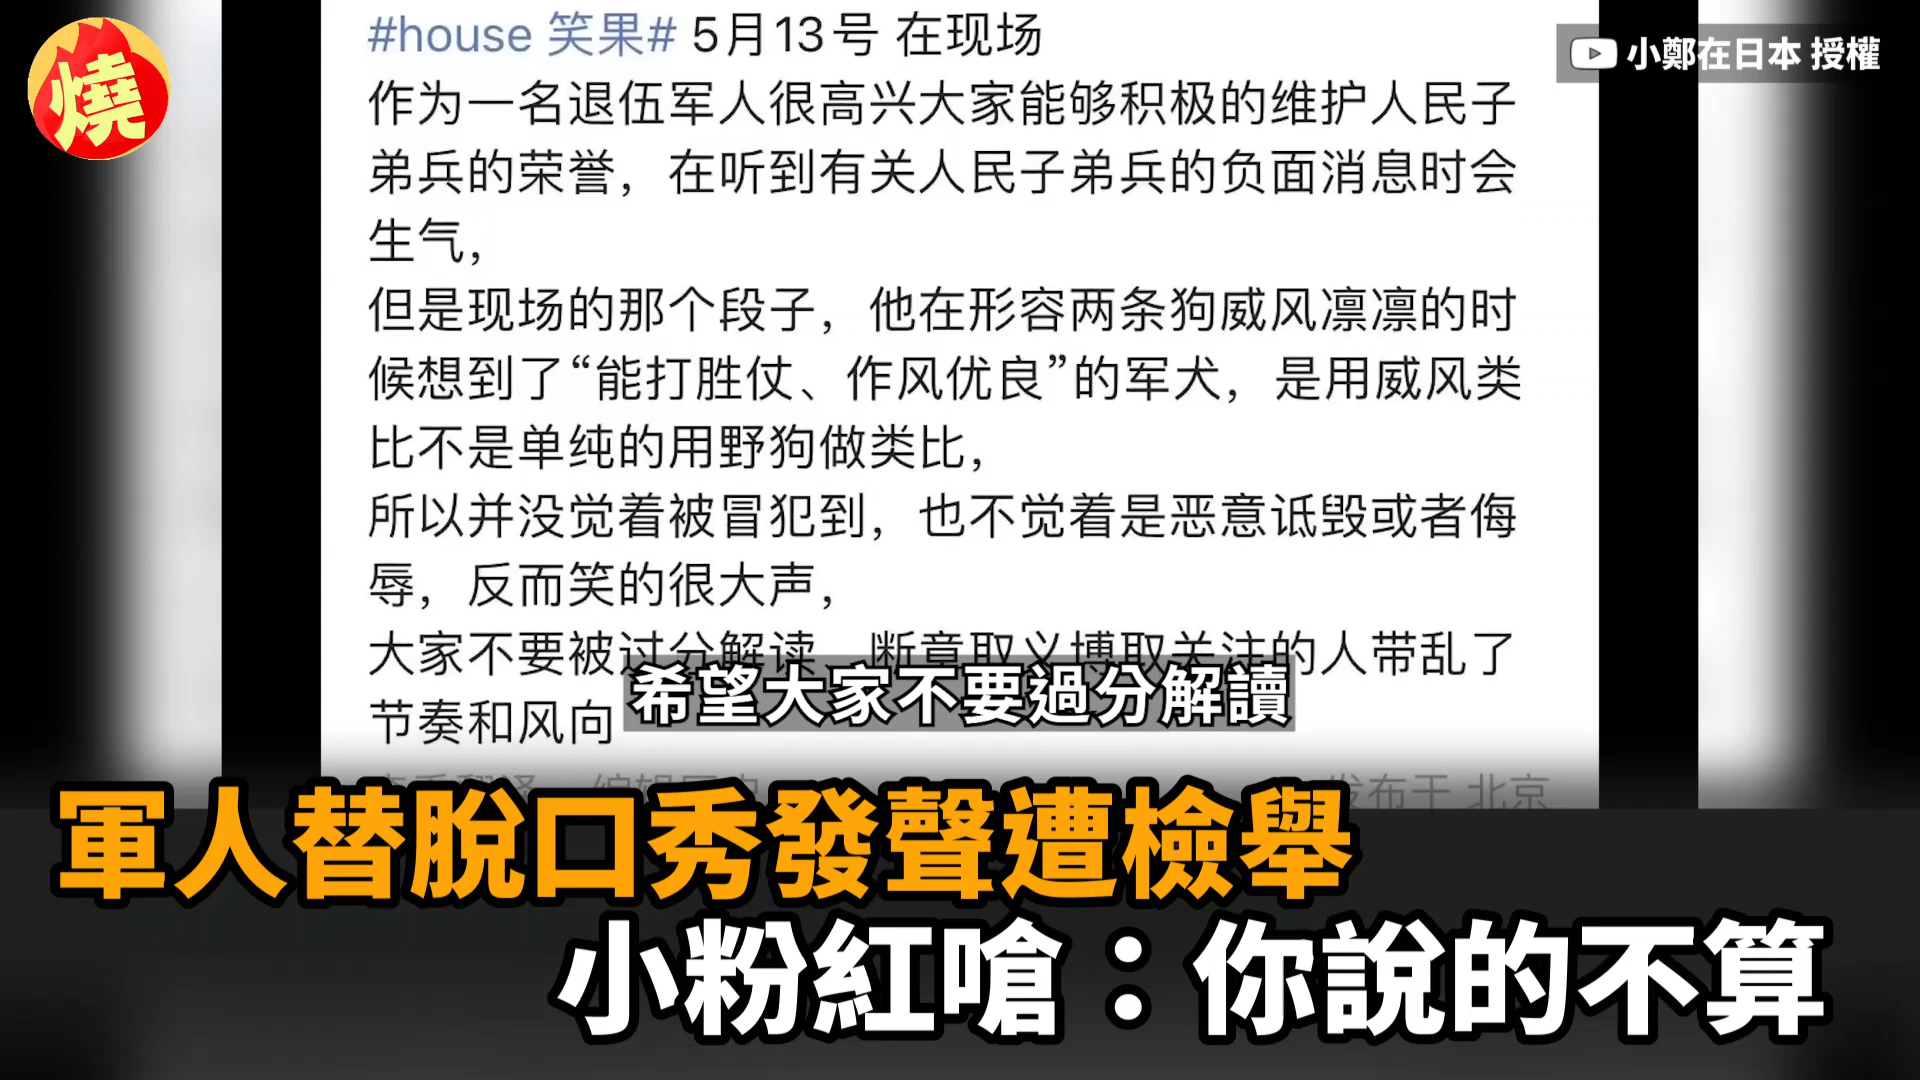 燒
小鄭在日本 授權
#house 笑果# 5月13号 在现场
作为一名退伍军人很高兴大家能够积极的维护人民子
弟兵的荣誉，在听到有关人民子弟兵的负面消息时会
生气，
但是现场的那个段子，他在形容两条狗威风凛凛的时
候想到了“能打胜仗、作风优良”的军犬，是用威风类
比不是单纯的用野狗做类比，
所以并没觉着被冒犯到，也不觉着是恶意诋毁或者侮
辱，反而笑的很大声，
大家不要被过分解读、断章取义博取关注的人带乱了
节奏和风向
希望大家不要過分解讀
发布于 北京
軍人替脫口秀發聲遭檢舉
小粉紅嗆：你說的不算